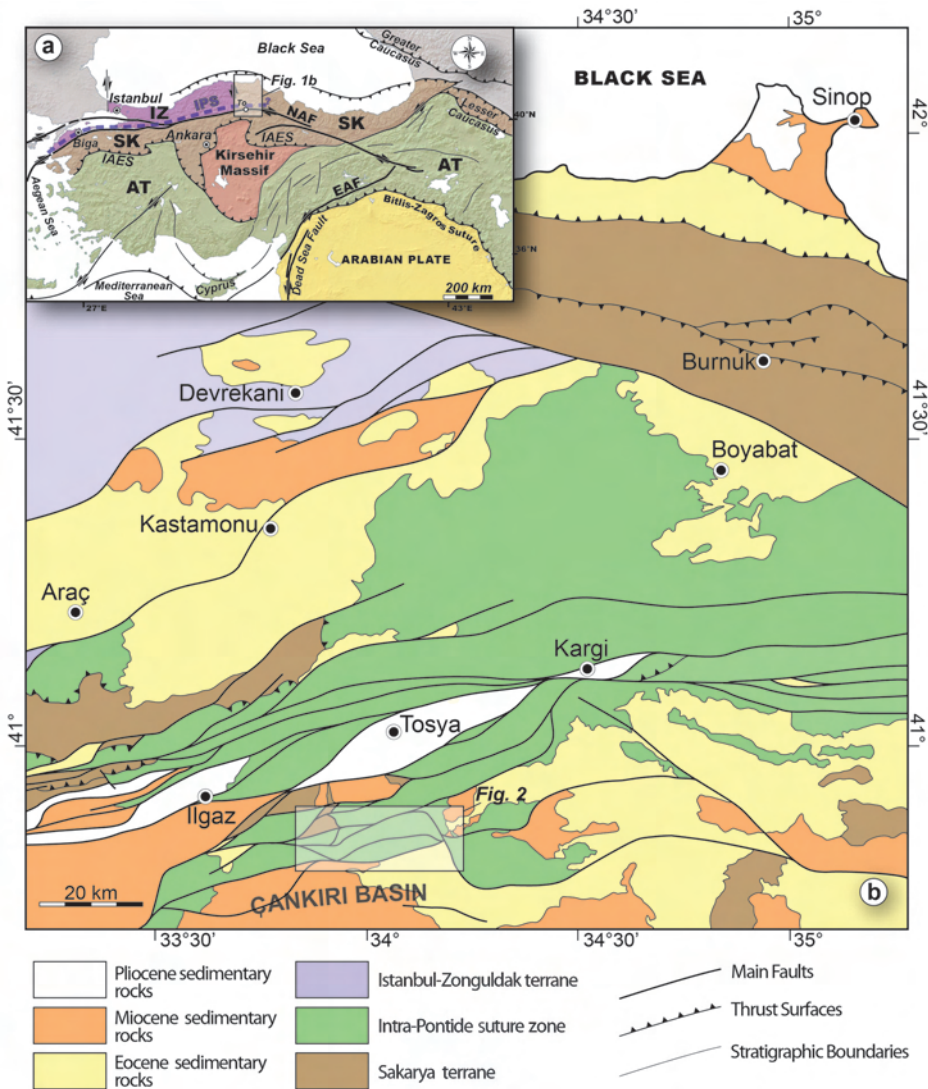 a
Black Sea
Greater
Caucasus
Fig. 1b
Istanbul
IZ
IPS
To
NAF
SK
Lesser
Caucasus
40°N
Biga
SK
IAES
Ankara
IAES
Kirsehir
Massif
AT
AT
EAF
Aegean Sea
Bitlis-Zagros Suture
36°N
Dead Sea Fault
ARABIAN PLATE
Mediterranean
Sea
Cyprus
200 km
27°E
43°E
34°30'
35°
BLACK SEA
Sinop
42°
Burnuk
Devrekani
41°30'
41°30'
Boyabat
Kastamonu
Araç
Kargi
Tosya
41°
41°
Ilgaz
Fig. 2
20 km
ÇANKIRI BASIN
b
33°30'
34°
34°30'
35°
Pliocene sedimentary
rocks
Istanbul-Zonguldak terrane
Main Faults
Miocene sedimentary
rocks
Intra-Pontide suture zone
Thrust Surfaces
Eocene sedimentary
rocks
Sakarya terrane
Stratigraphic Boundaries